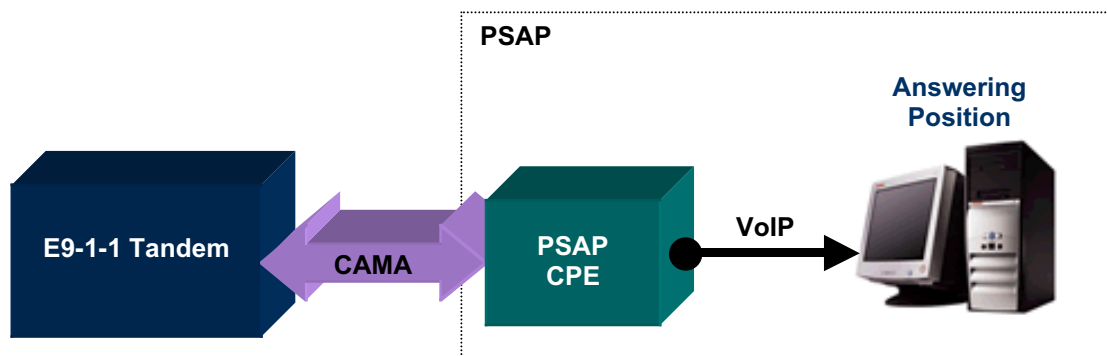 PSAP
Answering
Position
E9-1-1 Tandem
CAMA
PSAP
CPE
VoIP